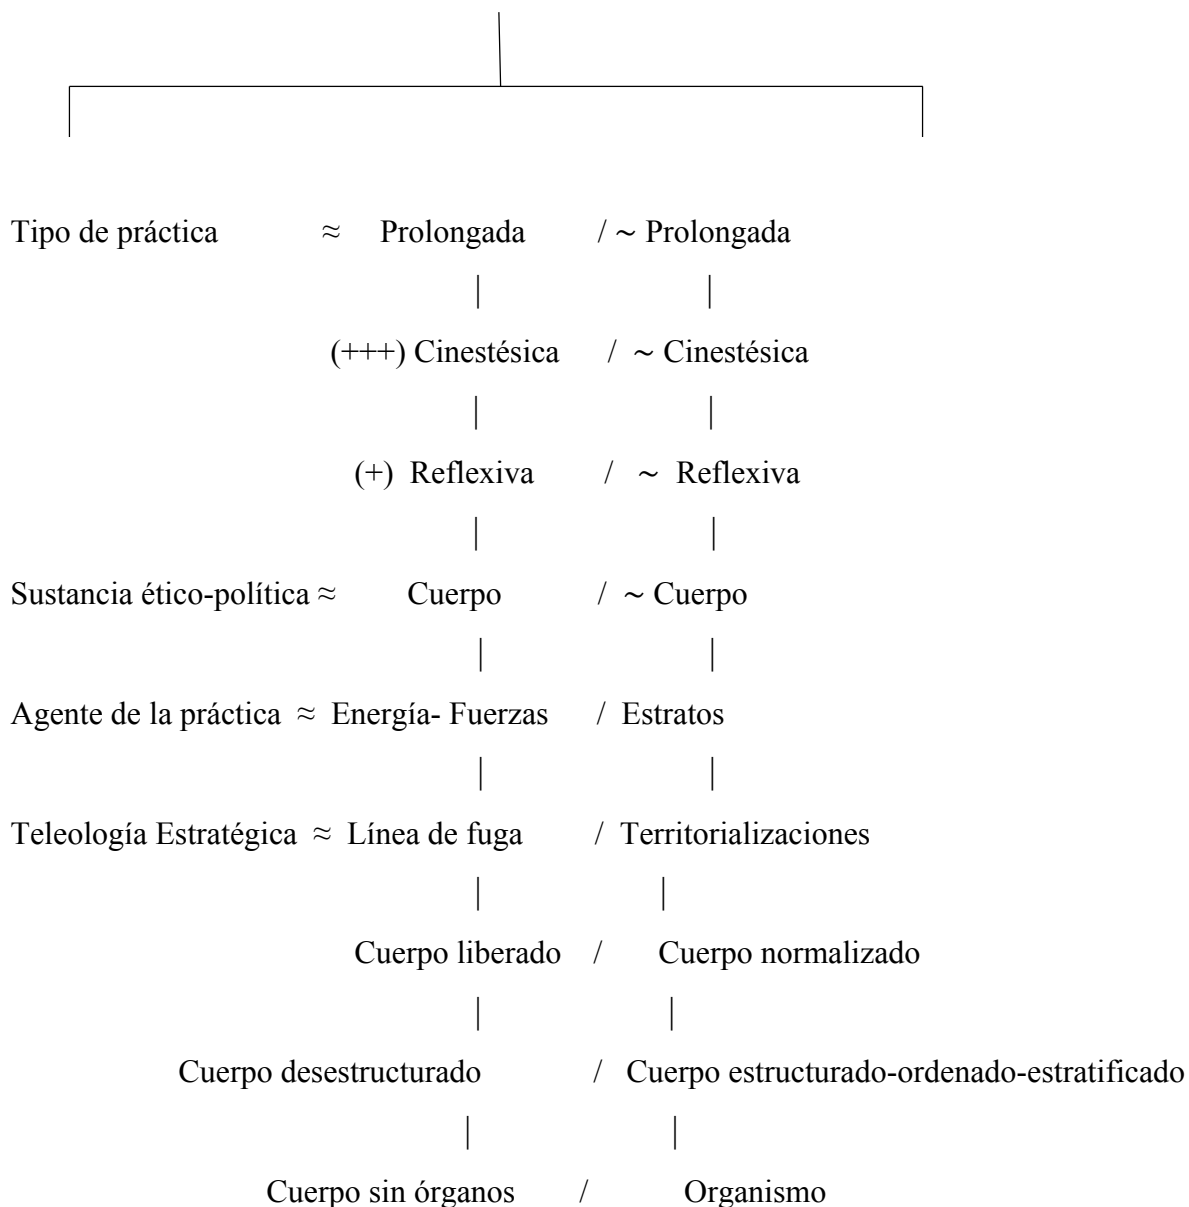 Tipo de práctica ≈ Prolongada / ~ Prolongada
| |
(+++) Cinestésica / ~ Cinestésica
| |
(+) Reflexiva / ~ Reflexiva
| |
Sustancia ético-política ≈ Cuerpo / ~ Cuerpo
| |
Agente de la práctica ≈ Energía- Fuerzas / Estratos
| |
Teleología Estratégica ≈ Línea de fuga / Territorializaciones
| |
Cuerpo liberado / Cuerpo normalizado
| |
Cuerpo desestructurado / Cuerpo estructurado-ordenado-estratificado
| |
Cuerpo sin órganos / Organismo